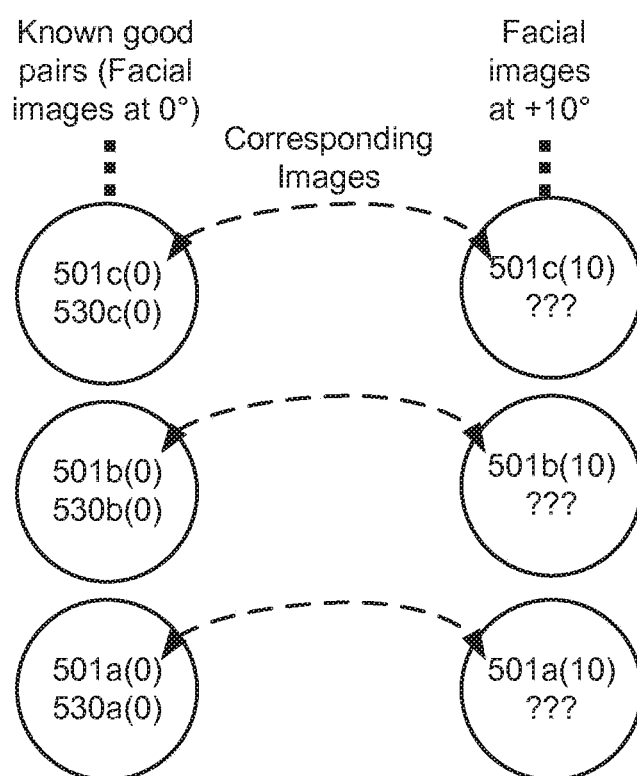 Known good
pairs (Facial
images at 0°)
Facial
images
at +10°
Corresponding
Images
501c(0)
530c(0)
501c(10)
???
501b(0)
530b(0)
501b(10)
???
501a(0)
530a(0)
501a(10)
???